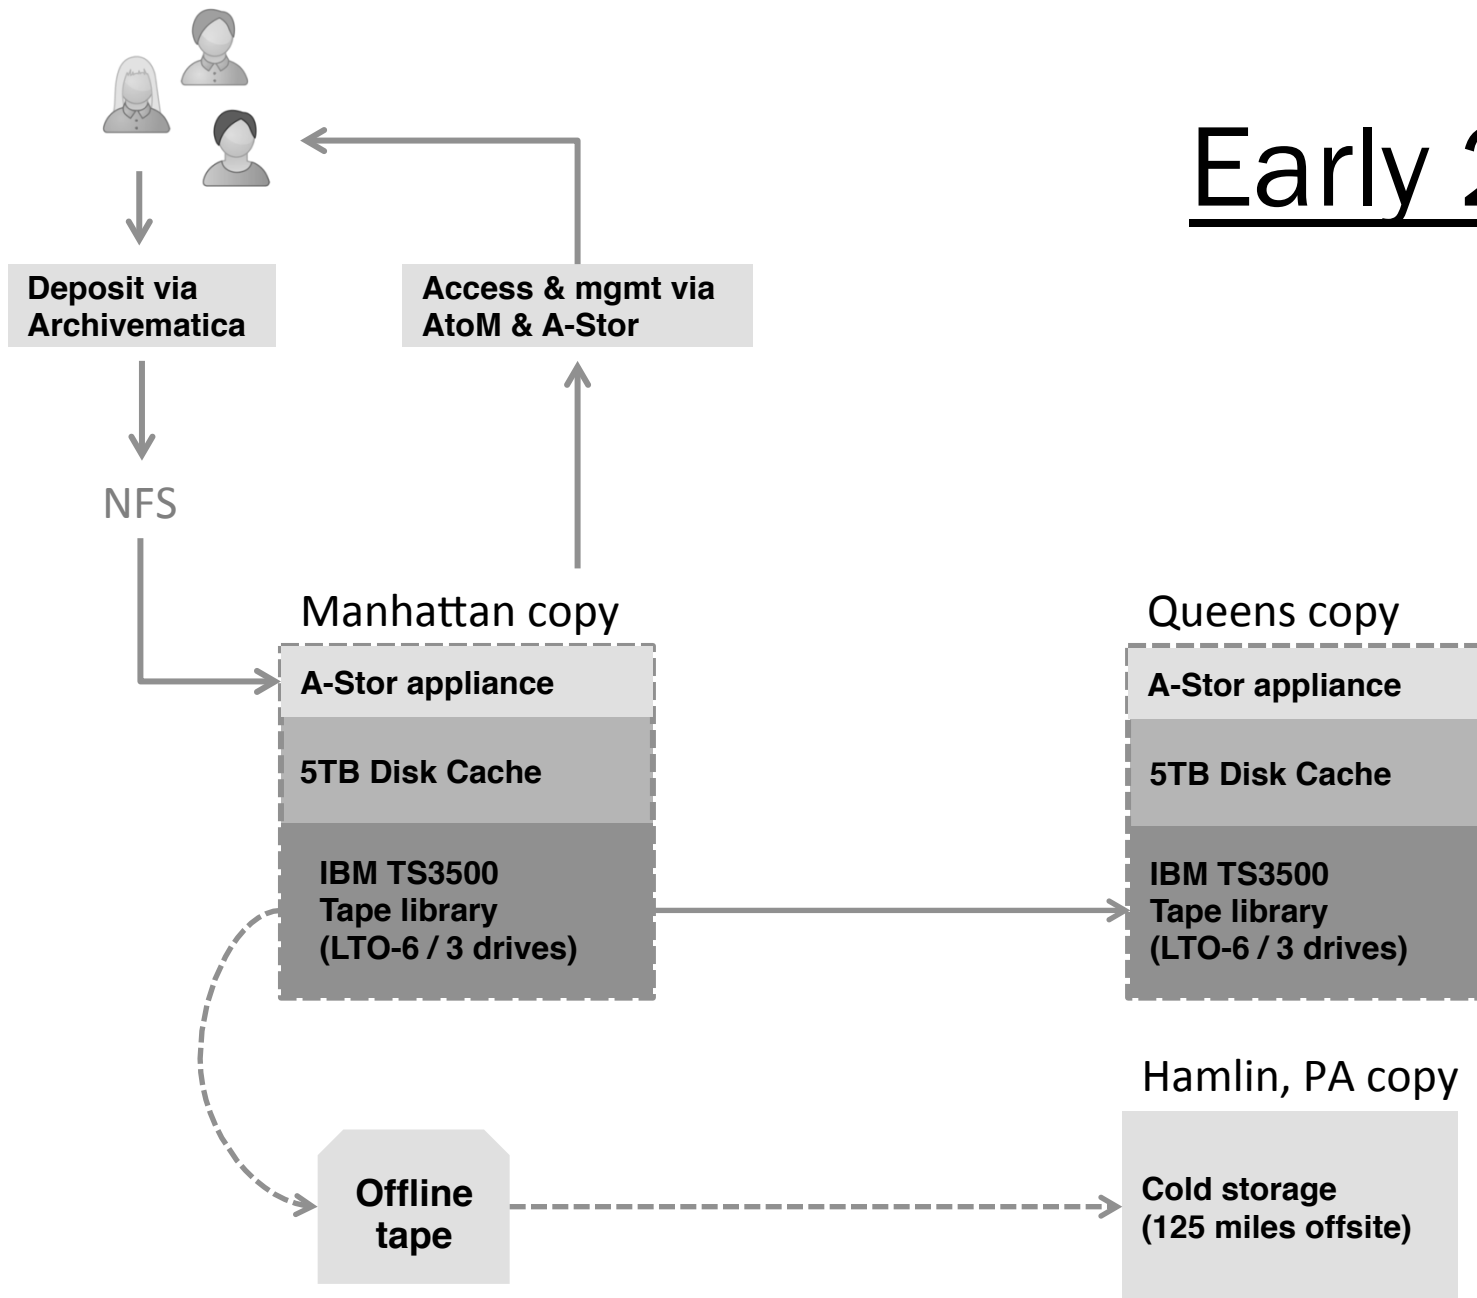 Early 2
Deposit via
Archivematica
Access & mgmt via
AtoM & A-Stor
NFS
Manhattan copy
A-Stor appliance
5TB Disk Cache
IBM TS3500
Tape library
(LTO-6 / 3 drives)
Queens copy
A-Stor appliance
5TB Disk Cache
IBM TS3500
Tape library
(LTO-6 / 3 drives)
Hamlin, PA copy
Cold storage
(125 miles offsite)
Offline
tape